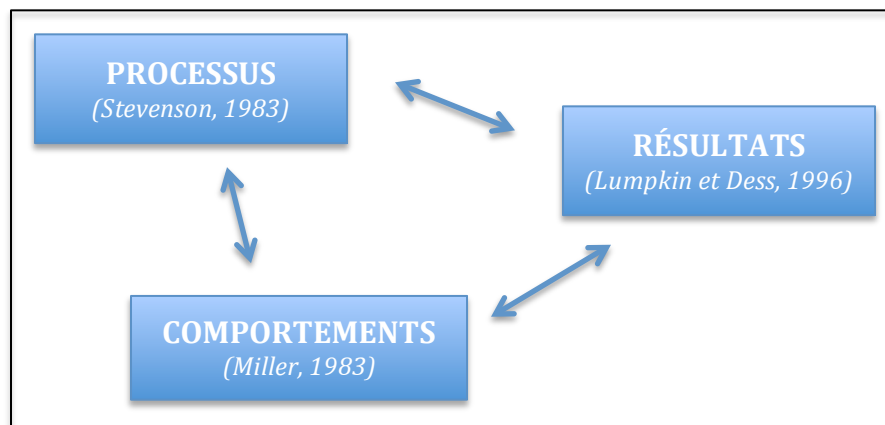 PROCESSUS
(Stevenson, 1983)
RÉSULTATS
(Lumpkin et Dess, 1996)
COMPORTEMENTS
(Miller, 1983)